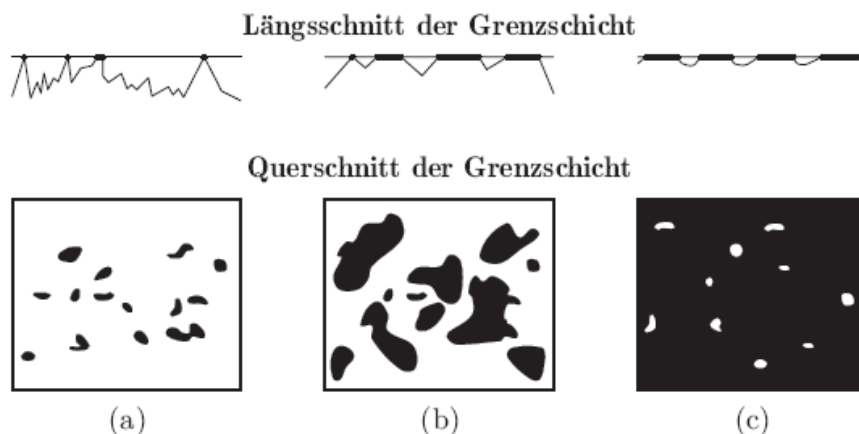 Längsschnitt der Grenzschicht
Querschnitt der Grenzschicht
(a) (b) (c)